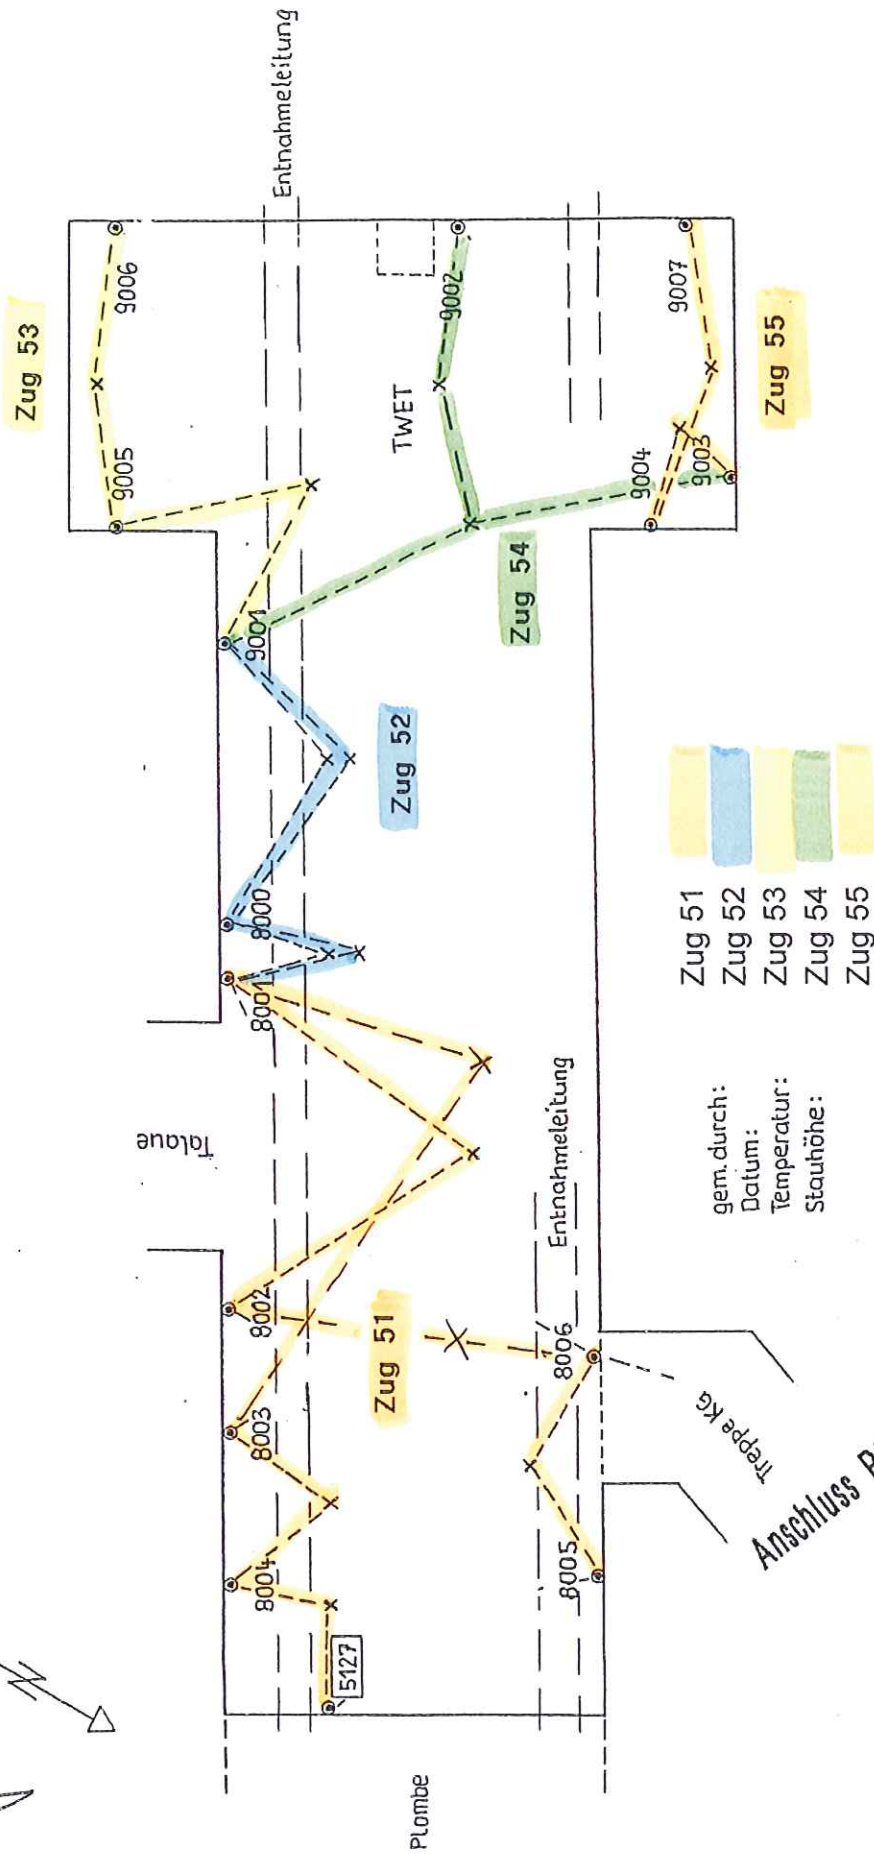 Zug 53
Entnahmeleitung
9006
9005
9002
TWET
9007
9004
9003
Zug 55
Zug 54
9001
Zug 52
8000
8001
Talaue
8002
Zug 51
8003
8004
5127
Plombe
Entnahmeleitung
8006
8005
Treppe KG
Anschluss
gem. durch:
Datum:
Temperatur:
Stauhöhe:
Zug 51
Zug 52
Zug 53
Zug 54
Zug 55